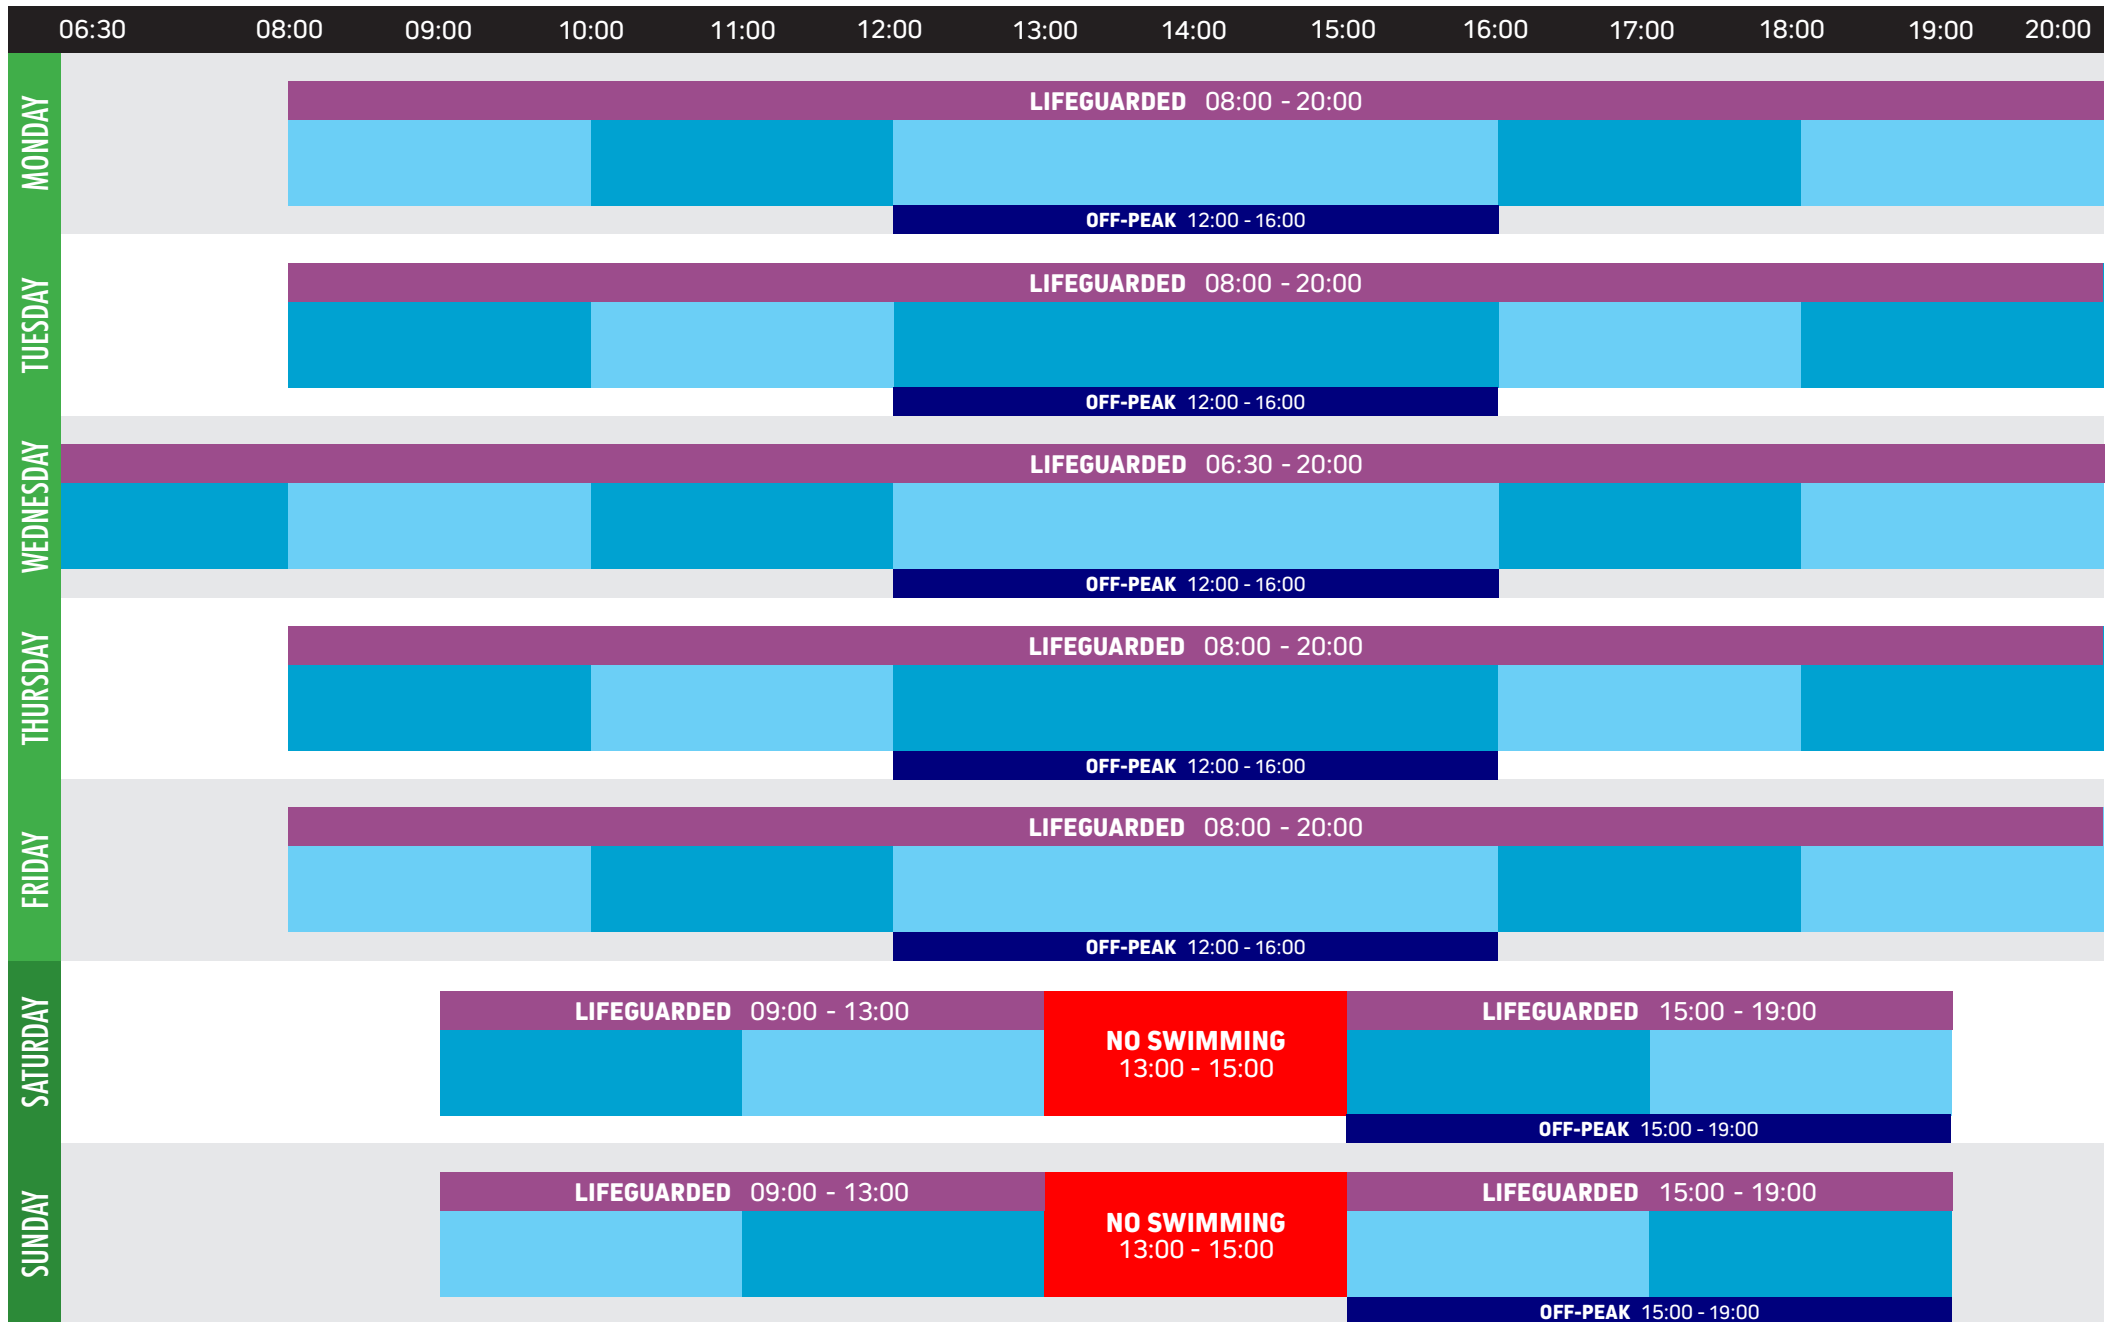 06:30 08:00 09:00 10:00 11:00 12:00 13:00 14:00 15:00 16:00 17:00 18:00 19:00 20:00
MONDAY
LIFEGUARDED 08:00 - 20:00
OFF-PEAK 12:00 - 16:00
TUESDAY
LIFEGUARDED 08:00 - 20:00
OFF-PEAK 12:00 - 16:00
WEDNESDAY
LIFEGUARDED 06:30 - 20:00
OFF-PEAK 12:00 - 16:00
THURSDAY
LIFEGUARDED 08:00 - 20:00
OFF-PEAK 12:00 - 16:00
FRIDAY
LIFEGUARDED 08:00 - 20:00
OFF-PEAK 12:00 - 16:00
SATURDAY
LIFEGUARDED 09:00 - 13:00
NO SWIMMING
13:00 - 15:00
LIFEGUARDED 15:00 - 19:00
OFF-PEAK 15:00 - 19:00
SUNDAY
LIFEGUARDED 09:00 - 13:00
NO SWIMMING
13:00 - 15:00
LIFEGUARDED 15:00 - 19:00
OFF-PEAK 15:00 - 19:00